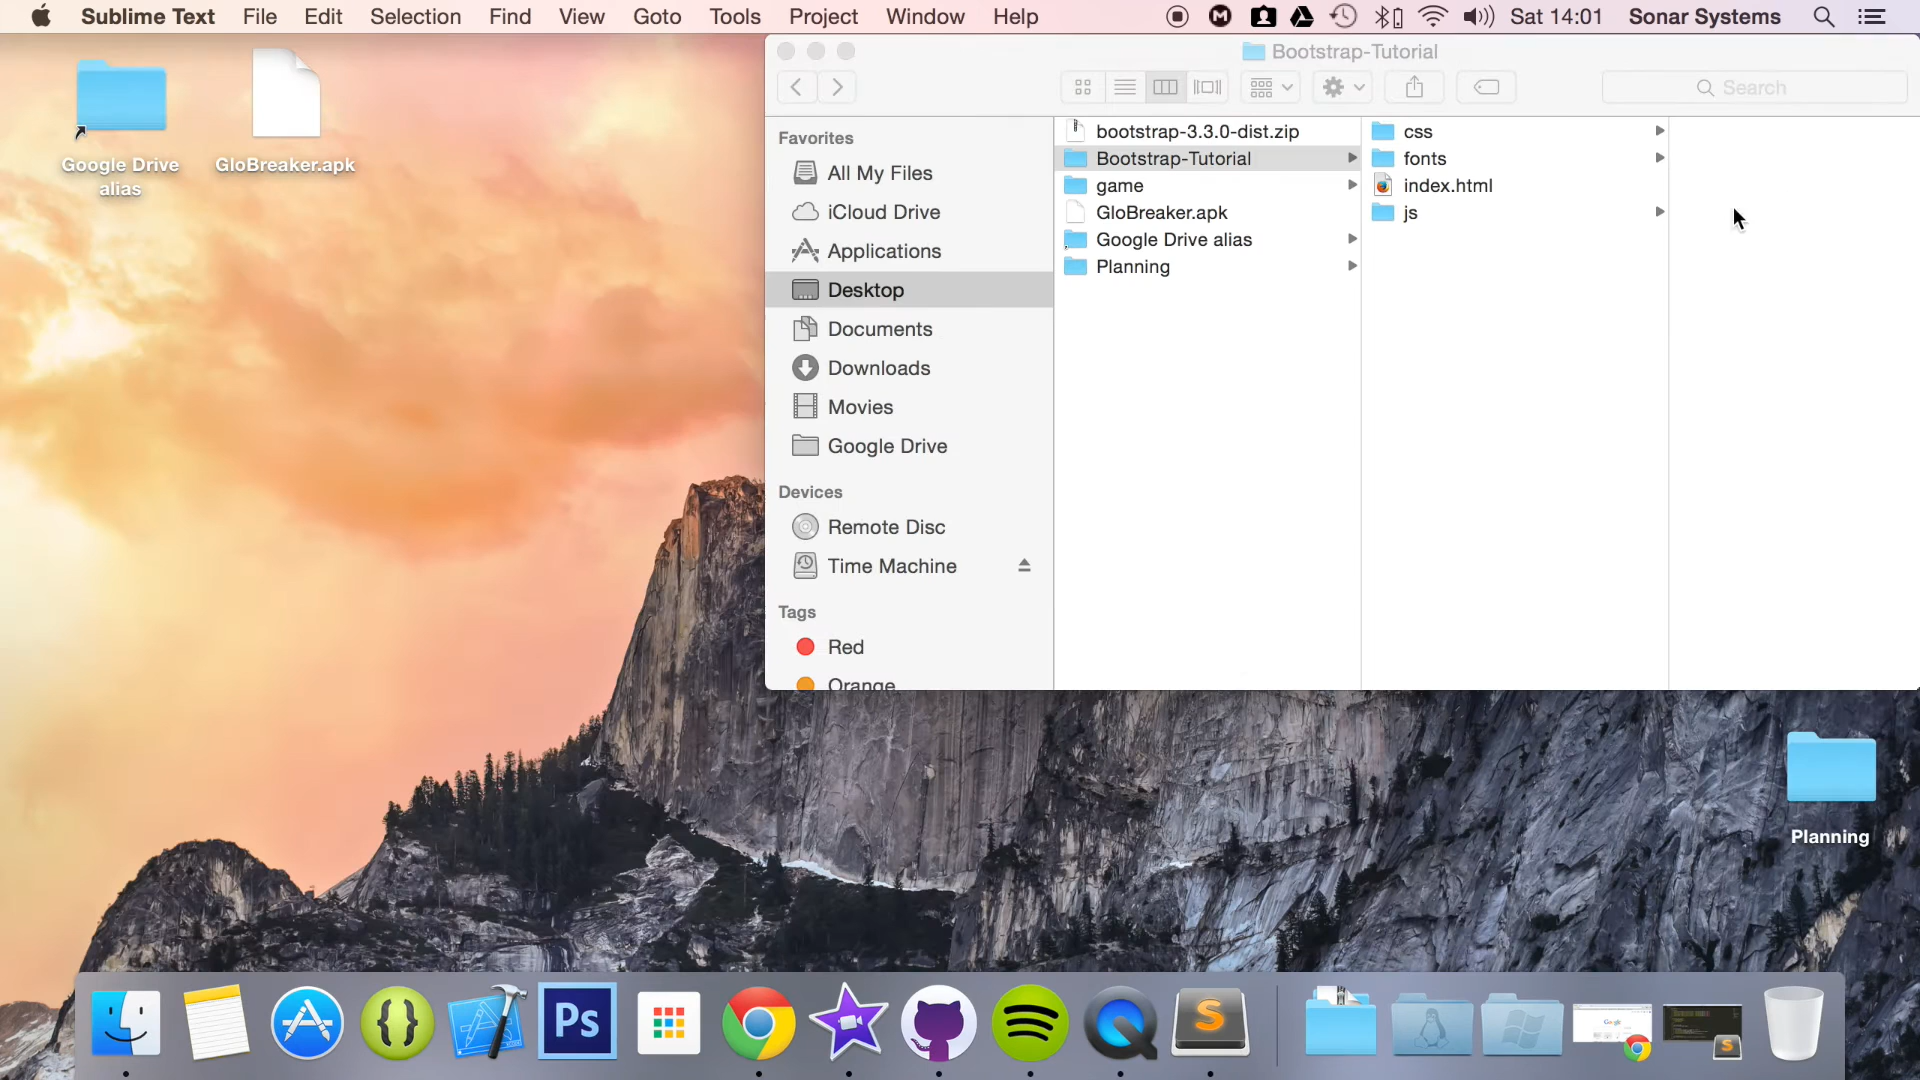 Sublime Text File Edit Selection Find View Goto Tools Project Window Help Sat 14:01 Sonar Systems
Bootstrap-Tutorial
Search
Google Drive
alias
GloBreaker.apk
Favorites
All My Files
iCloud Drive
Applications
Desktop
Documents
Downloads
Movies
Google Drive
Devices
Remote Disc
Time Machine
Tags
Red
Orange
bootstrap-3.3.0-dist.zip
Bootstrap-Tutorial
game
GloBreaker.apk
Google Drive alias
Planning
css
fonts
index.html
js
Planning
Ps